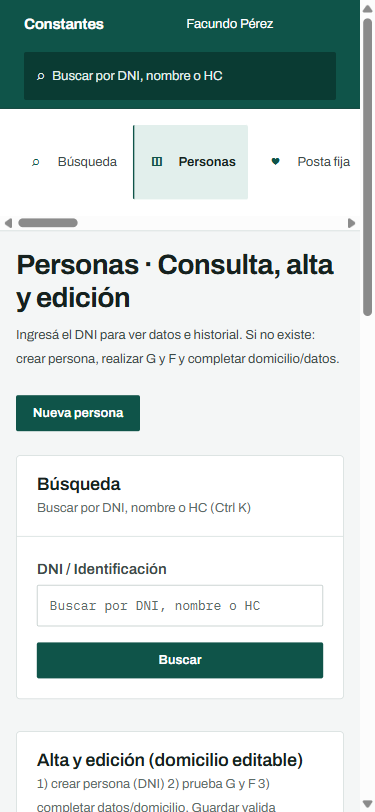 Constantes
Facundo Pérez
Buscar por DNI, nombre o HC
Búsqueda
Personas
Posta fija
Personas · Consulta, alta
y edición
Ingresá el DNI para ver datos e historial. Si no existe:
crear persona, realizar G y F y completar domicilio/datos.
Nueva persona
Búsqueda
Buscar por DNI, nombre o HC (Ctrl K)
DNI / Identificación
Buscar por DNI, nombre o HC
Buscar
Alta y edición (domicilio editable)
1) crear persona (DNI) 2) prueba G y F 3)
completar datos/domicilio. Guardar valida